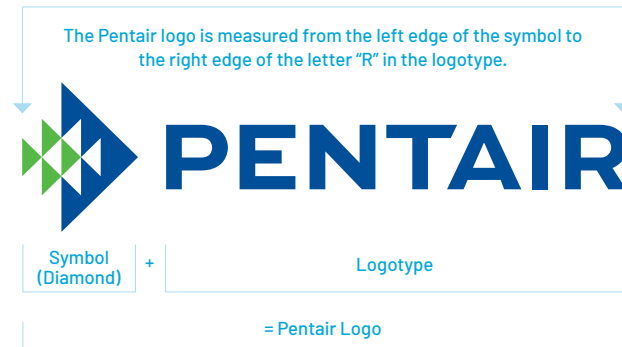 The Pentair logo is measured from the left edge of the symbol to
the right edge of the letter “R” in the logotype.
PENTAIR
Symbol
(Diamond)
+
Logotype
= Pentair Logo